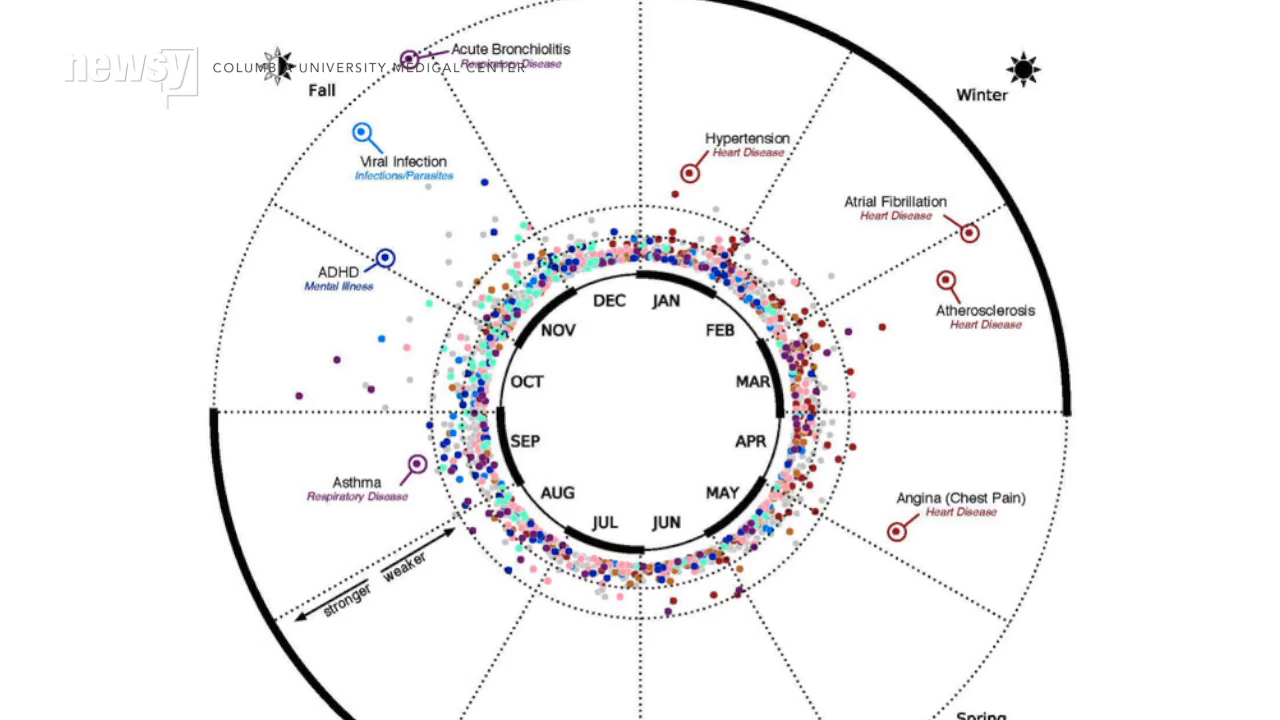 newsy
COLUMBIA UNIVERSITY MEDICAL CENTER
Acute Bronchiolitis
Respiratory Disease
Fall
Winter
Viral Infection
Infections/Parasites
Hypertension
Heart Disease
Atrial Fibrillation
Heart Disease
ADHD
Mental Illness
Atherosclerosis
Heart Disease
DEC
JAN
NOV
FEB
OCT
MAR
SEP
APR
AUG
MAY
JUL
JUN
Asthma
Respiratory Disease
Angina (Chest Pain)
Heart Disease
stronger weaker
Spring